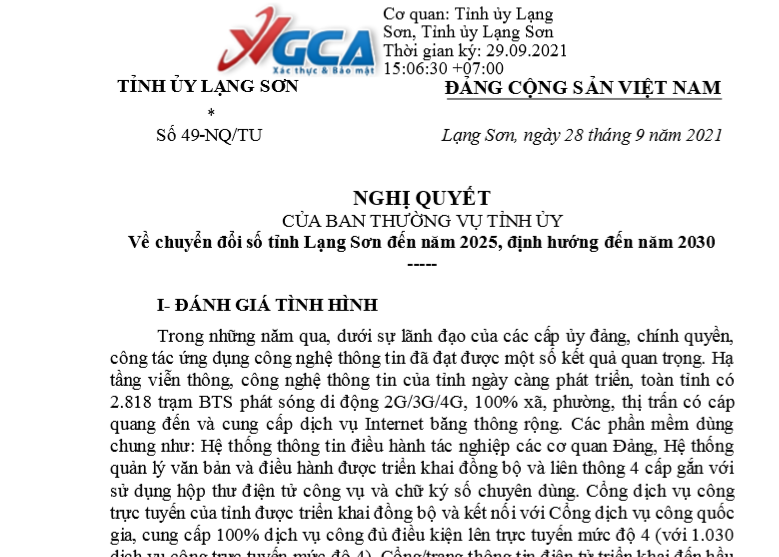 VGCA
Xác thực & Bảo mật
Cơ quan: Tỉnh ủy Lạng
Sơn, Tỉnh ủy Lạng Sơn
Thời gian ký: 29.09.2021
15:06:30 +07:00
TỈNH ỦY LẠNG SƠN
ĐẢNG CỘNG SẢN VIỆT NAM
*
Số 49-NQ/TU
Lạng Sơn, ngày 28 tháng 9 năm 2021
NGHỊ QUYẾT
CỦA BAN THƯỜNG VỤ TỈNH ỦY
Về chuyển đổi số tỉnh Lạng Sơn đến năm 2025, định hướng đến năm 2030
-----
I- ĐÁNH GIÁ TÌNH HÌNH
Trong những năm qua, dưới sự lãnh đạo của các cấp ủy đảng, chính quyền,
công tác ứng dụng công nghệ thông tin đã đạt được một số kết quả quan trọng. Hạ
tầng viễn thông, công nghệ thông tin của tỉnh ngày càng phát triển, toàn tỉnh có
2.818 trạm BTS phát sóng di động 2G/3G/4G, 100% xã, phường, thị trấn có cáp
quang đến và cung cấp dịch vụ Internet băng thông rộng. Các phần mềm dùng
chung như: Hệ thống thông tin điều hành tác nghiệp các cơ quan Đảng, Hệ thống
quản lý văn bản và điều hành được triển khai đồng bộ và liên thông 4 cấp gắn với
sử dụng hộp thư điện tử công vụ và chữ ký số chuyên dùng. Cổng dịch vụ công
trực tuyến của tỉnh được triển khai đồng bộ và kết nối với Cổng dịch vụ công quốc
gia, cung cấp 100% dịch vụ công đủ điều kiện lên trực tuyến mức độ 4 (với 1.030
dịch vụ công trực tuyến mức độ 4). Cổng/trang thông tin điện tử triển khai đến hầu